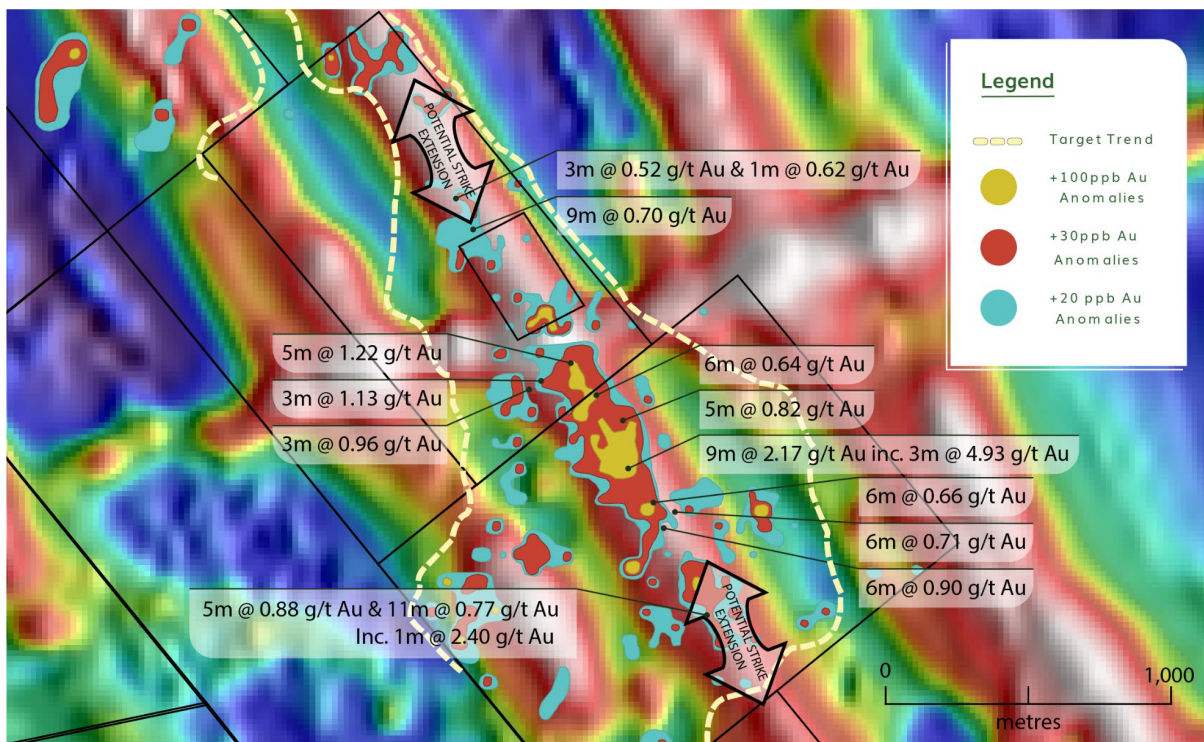 POTENTIAL STRIKE
EXTENSION
3m @ 0.52 g/t Au & 1m @ 0.62 g/t Au
9m @ 0.70 g/t Au
Legend
Target Trend
+100ppb Au
Anomalies
+30ppb Au
Anomalies
+20 ppb Au
Anomalies
5m @ 1.22 g/t Au
3m @ 1.13 g/t Au
3m @ 0.96 g/t Au
6m @ 0.64 g/t Au
5m @ 0.82 g/t Au
9m @ 2.17 g/t Au inc. 3m @ 4.93 g/t Au
6m @ 0.66 g/t Au
6m @ 0.71 g/t Au
6m @ 0.90 g/t Au
5m @ 0.88 g/t Au & 11m @ 0.77 g/t Au
Inc. 1m @ 2.40 g/t Au
POTENTIAL STRIKE
EXTENSION
0 1,000
metres